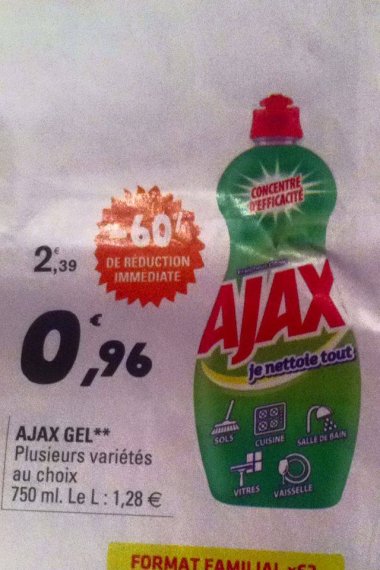 CONCENTRÉ
D'EFFICACITÉ
-60%
DE RÉDUCTION
IMMÉDIATE
2,€39
0,€96
AJAX
je nettoie tout
SOLS
CUISINE
SALLE DE BAIN
VITRES
VAISSELLE
AJAX GEL**
Plusieurs variétés
au choix
750 ml. Le L : 1,28 €
FORMAT FAMILIAL x63